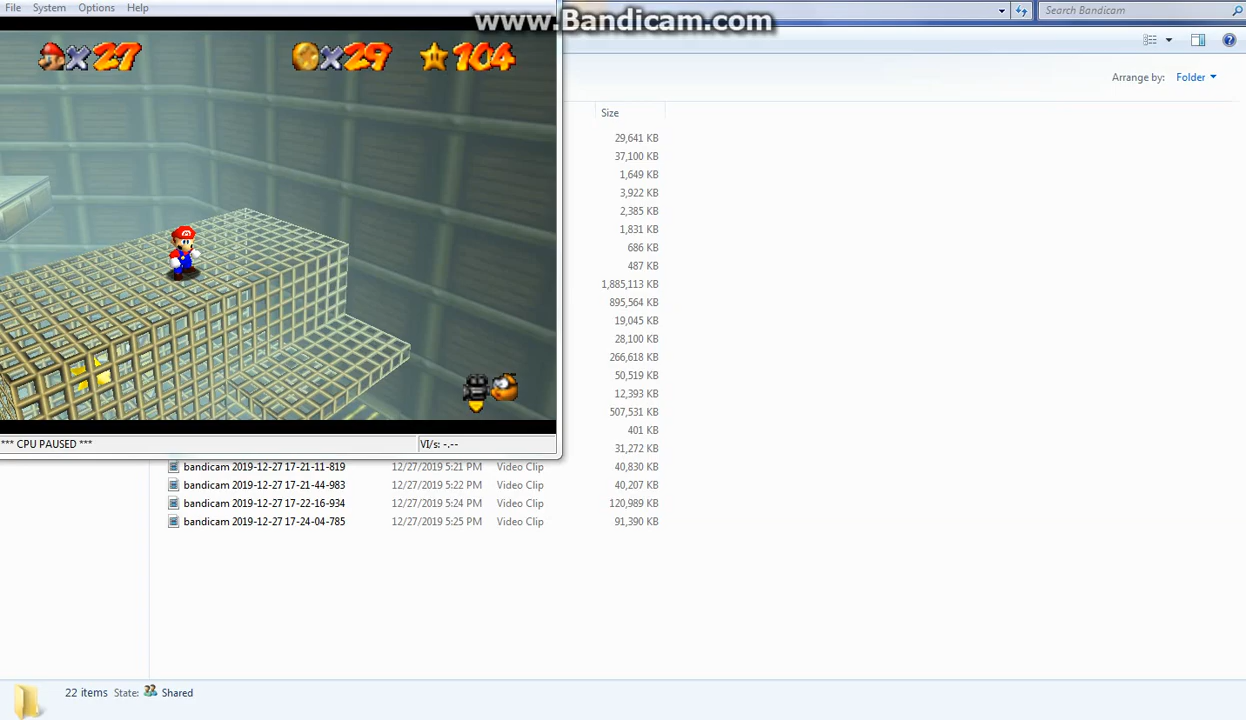 File System Options Help
www.Bandicam.com
Search Bandicam
×27 ×29 104
Arrange by: Folder
Size
29,641 KB
37,100 KB
1,649 KB
3,922 KB
2,385 KB
1,831 KB
686 KB
487 KB
1,885,113 KB
895,564 KB
19,045 KB
28,100 KB
266,618 KB
50,519 KB
12,393 KB
507,531 KB
401 KB
*** CPU PAUSED *** VI/s: -.--
31,272 KB
bandicam 2019-12-27 17-21-11-819 12/27/2019 5:21 PM Video Clip 40,830 KB
bandicam 2019-12-27 17-21-44-983 12/27/2019 5:22 PM Video Clip 40,207 KB
bandicam 2019-12-27 17-22-16-934 12/27/2019 5:24 PM Video Clip 120,989 KB
bandicam 2019-12-27 17-24-04-785 12/27/2019 5:25 PM Video Clip 91,390 KB
22 items State: Shared